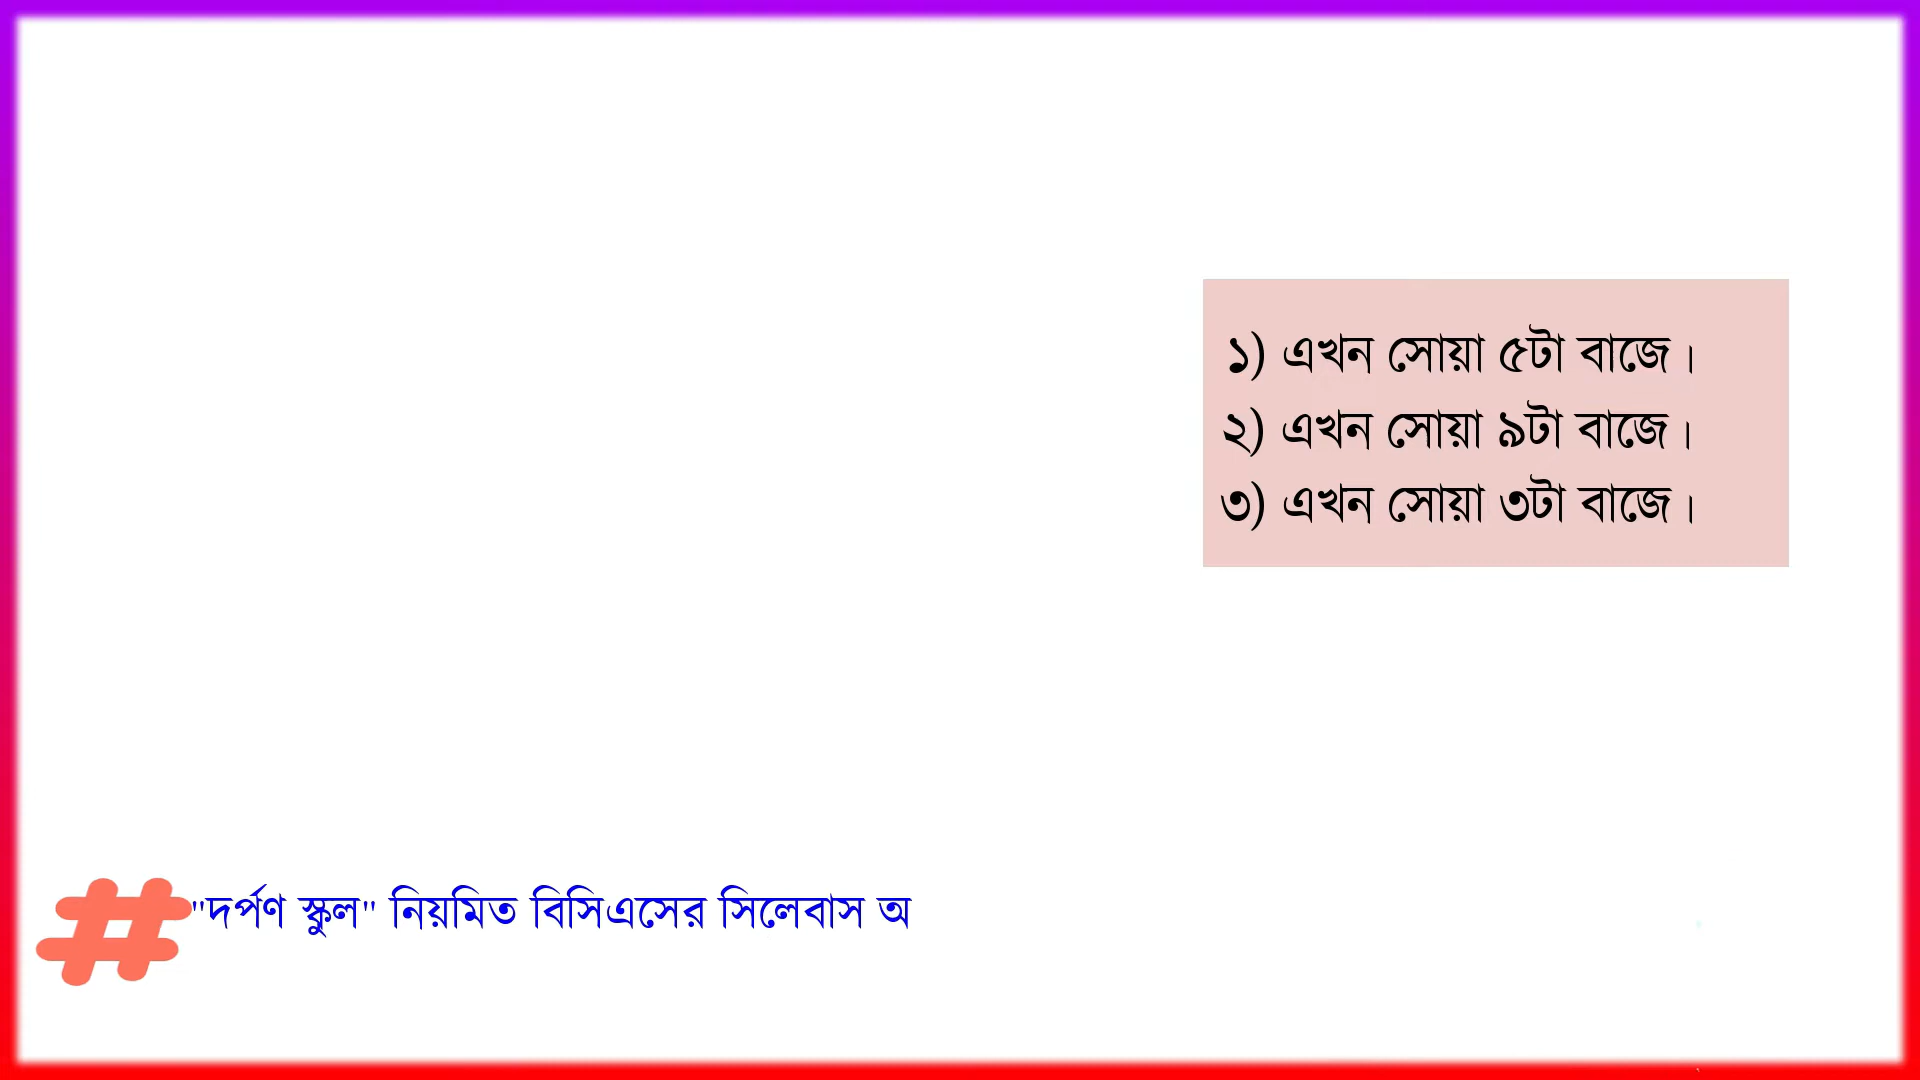 ১) এখন সোয়া ৫টা বাজে।
২) এখন সোয়া ৯টা বাজে।
৩) এখন সোয়া ৩টা বাজে।
"দর্পণ স্কুল" নিয়মিত বিসিএসের সিলেবাস অ